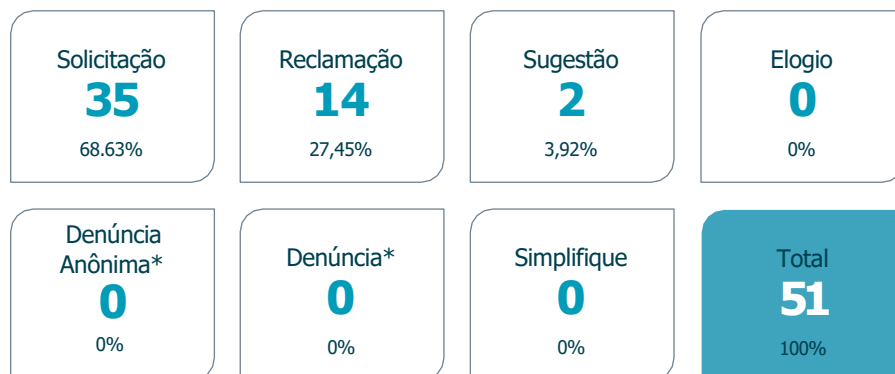 Solicitação
35
68.63%
Reclamação
14
27,45%
Sugestão
2
3,92%
Elogio
0
0%
Denúncia
Anônima*
0
0%
Denúncia*
0
0%
Simplifique
0
0%
Total
51
100%